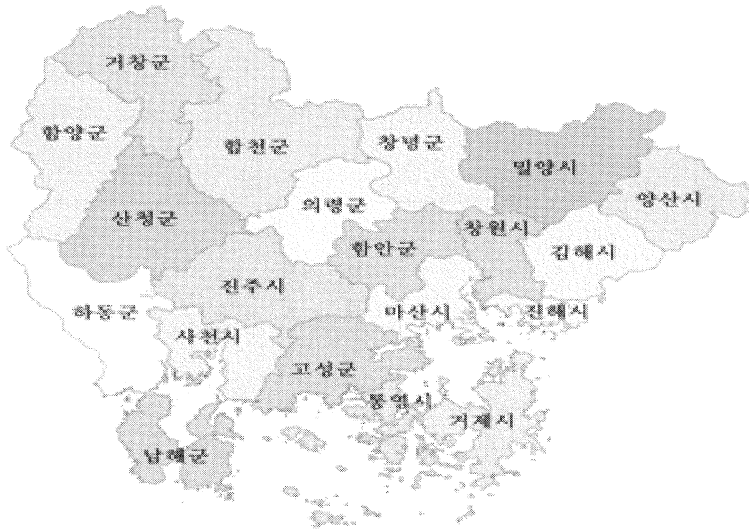 거창군
함양군
합천군
창녕군
밀양시
양산시
산청군
의령군
창원시
함안군
김해시
진주시
하동군
마산시
진해시
사천시
고성군
통영시
거제시
남해군